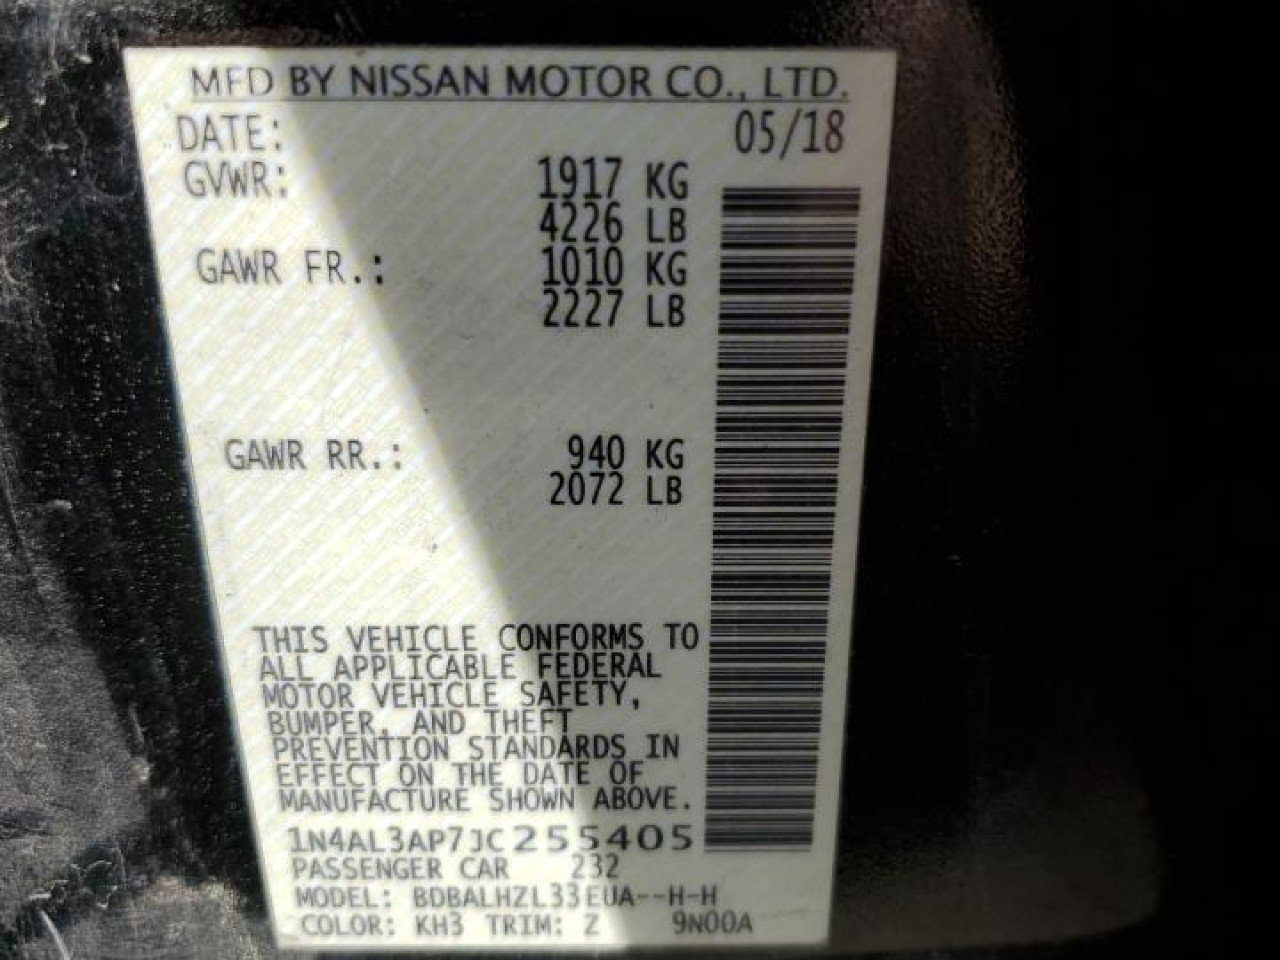 MFD BY NISSAN MOTOR CO., LTD.
DATE: 05/18
GVWR: 1917 KG
4226 LB
GAWR FR.: 1010 KG
2227 LB
GAWR RR.: 940 KG
2072 LB
THIS VEHICLE CONFORMS TO
ALL APPLICABLE FEDERAL
MOTOR VEHICLE SAFETY,
BUMPER, AND THEFT
PREVENTION STANDARDS IN
EFFECT ON THE DATE OF
MANUFACTURE SHOWN ABOVE.
1N4AL3AP7JC255405
PASSENGER CAR 232
MODEL: BDBALHZL33EUA--H-H
COLOR: KH3 TRIM: Z 9N00A